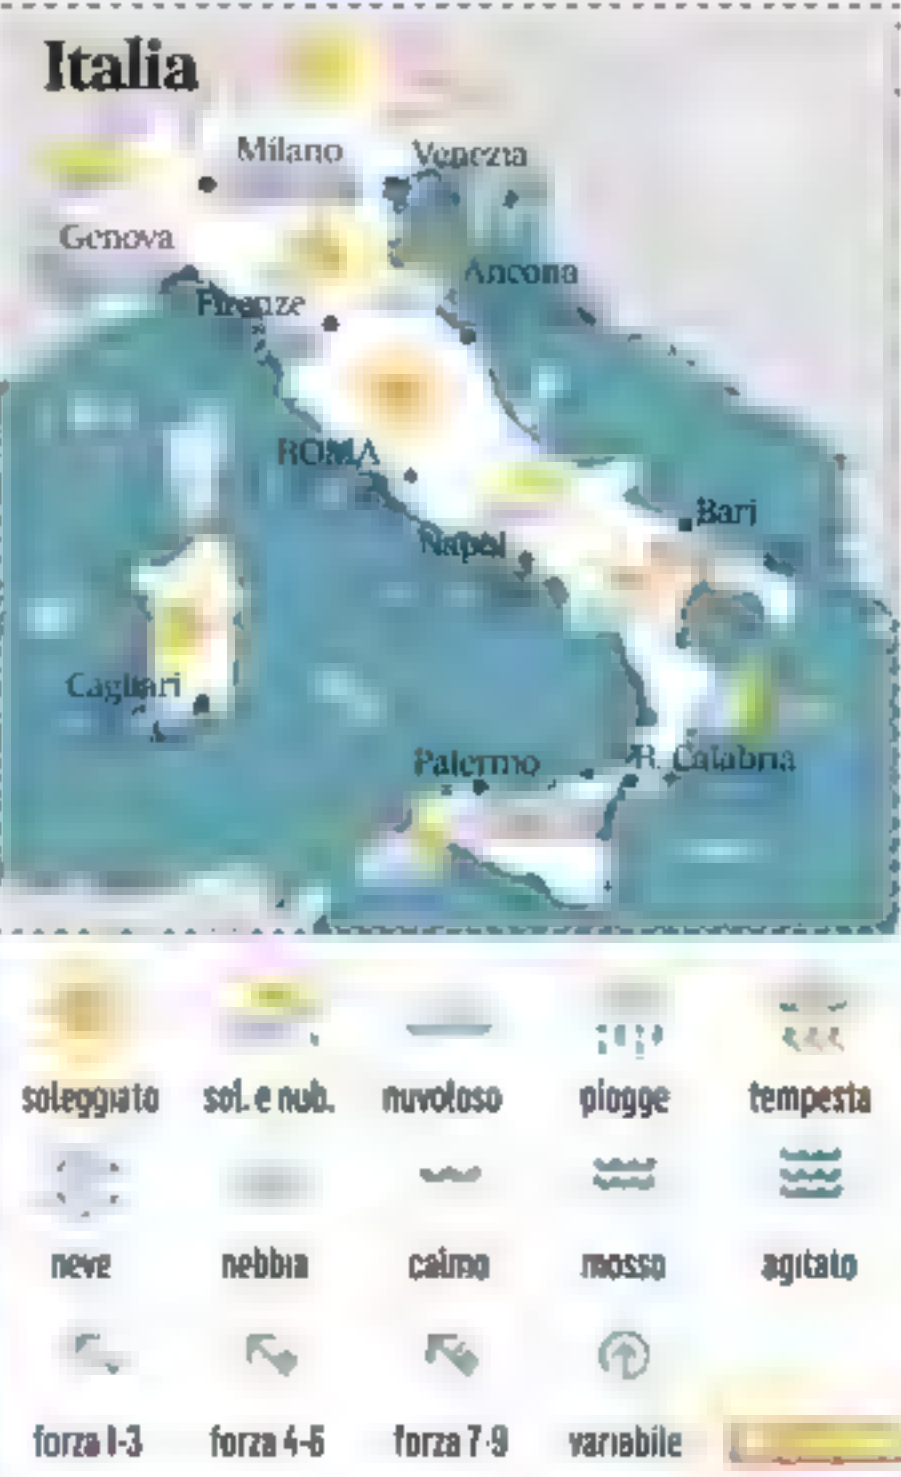 Italia
Milano
Venezia
Genova
Ancona
Firenze
ROMA
Bari
Napoli
Cagliari
Palermo
R. Calabria
soleggiato sol. e nub. nuvoloso piogge tempesta
neve nebbia calmo mosso agitato
forza 1-3 forza 4-6 forza 7-9 variabile